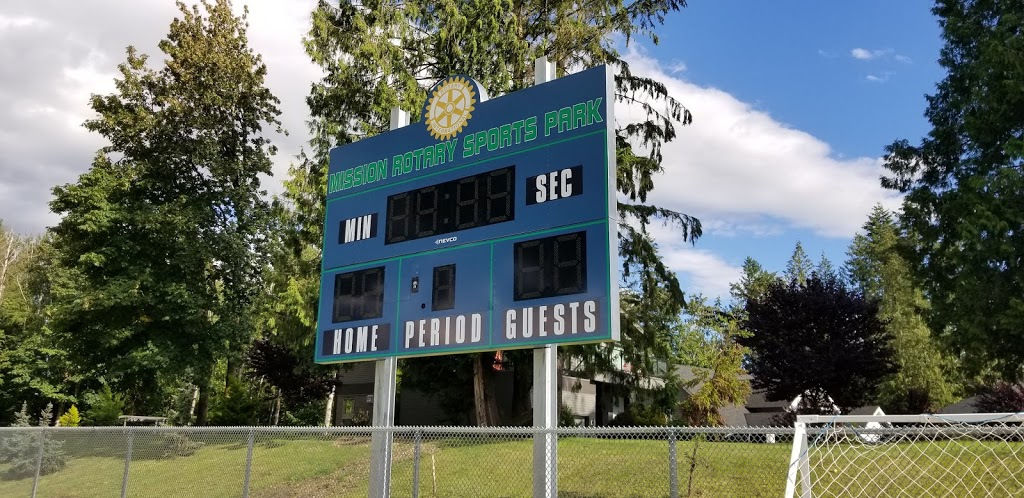 MISSION ROTARY SPORTS PARK
MIN SEC
NEVCO
HOME PERIOD GUESTS